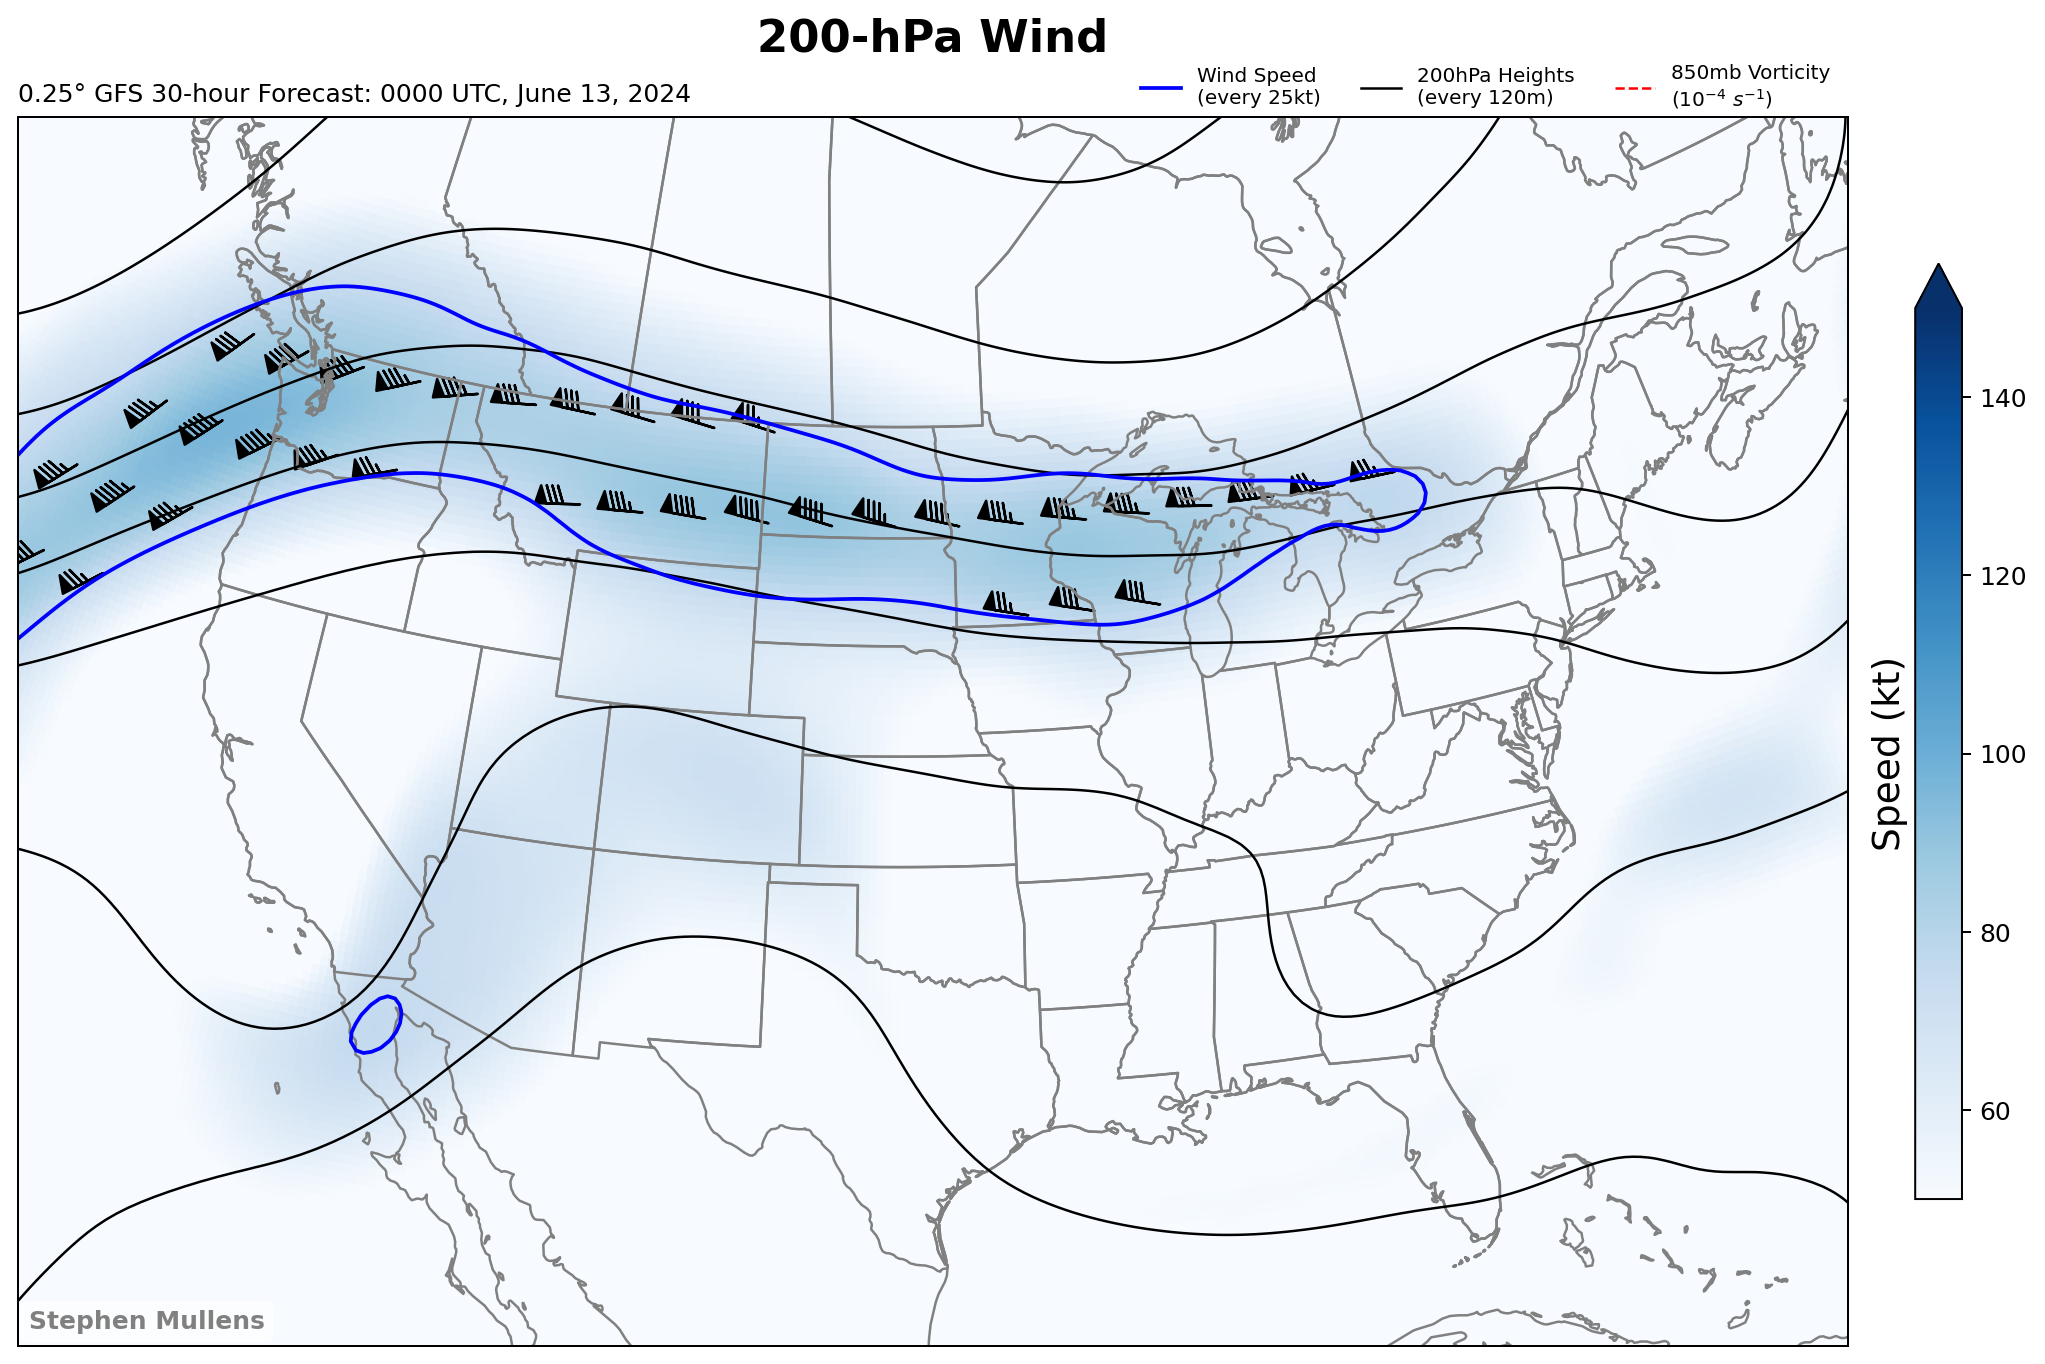 200-hPa Wind
0.25° GFS 30-hour Forecast: 0000 UTC, June 13, 2024
Wind Speed
(every 25kt)
200hPa Heights
(every 120m)
850mb Vorticity
(10⁻⁴ s⁻¹)
140
120
100
80
60
Speed (kt)
Stephen Mullens